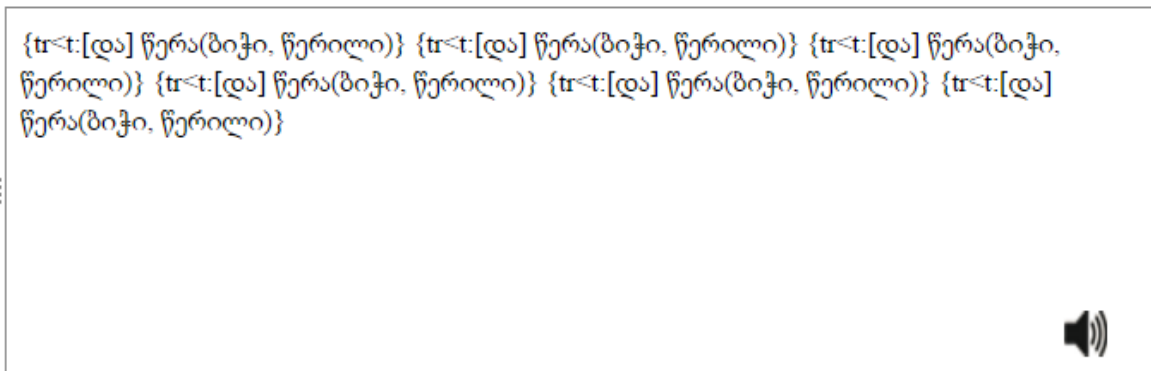 {tr<t:[და] წერა(ბიჭი, წერილი)} {tr<t:[და] წერა(ბიჭი, წერილი)} {tr<t:[და] წერა(ბიჭი,
წერილი)} {tr<t:[და] წერა(ბიჭი, წერილი)} {tr<t:[და] წერა(ბიჭი, წერილი)} {tr<t:[და]
წერა(ბიჭი, წერილი)}